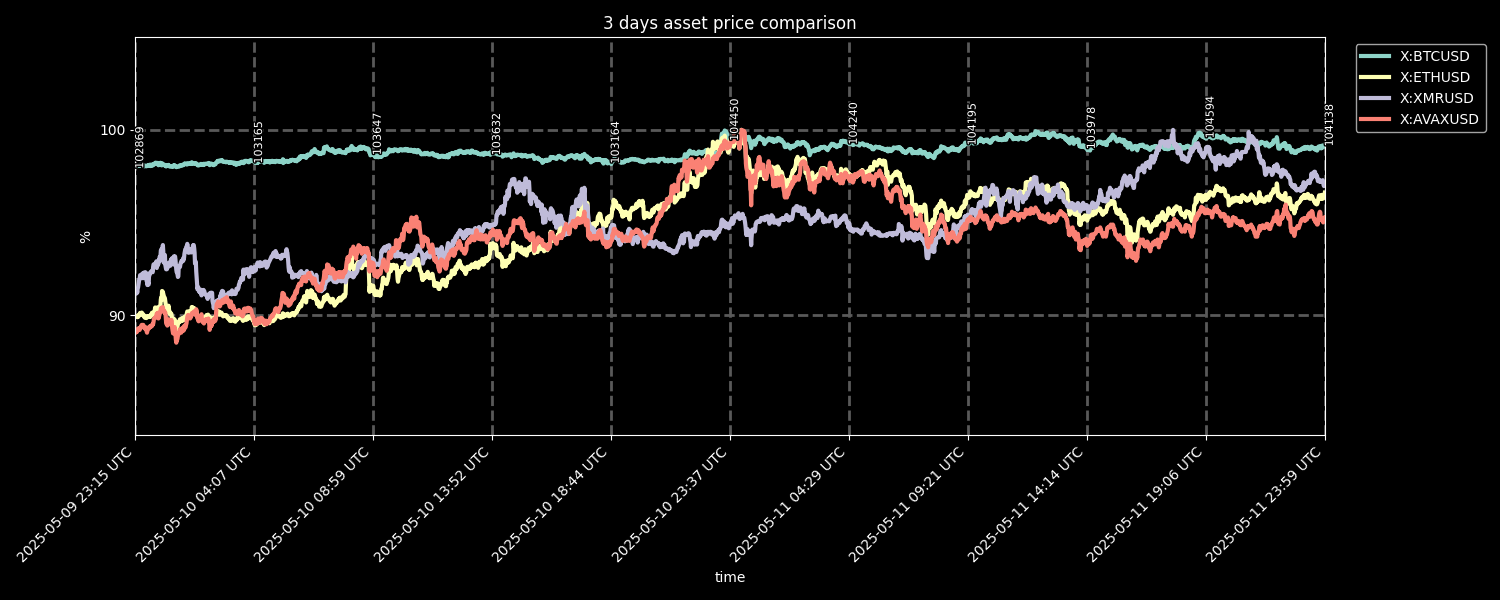 3 days asset price comparison
X:BTCUSD
X:ETHUSD
X:XMRUSD
X:AVAXUSD
100
90
%
102869
103165
103647
103632
103164
104450
104240
104195
103978
104594
104138
2025-05-09 23:15 UTC
2025-05-10 04:07 UTC
2025-05-10 08:59 UTC
2025-05-10 13:52 UTC
2025-05-10 18:44 UTC
2025-05-10 23:37 UTC
2025-05-11 04:29 UTC
2025-05-11 09:21 UTC
2025-05-11 14:14 UTC
2025-05-11 19:06 UTC
2025-05-11 23:59 UTC
time